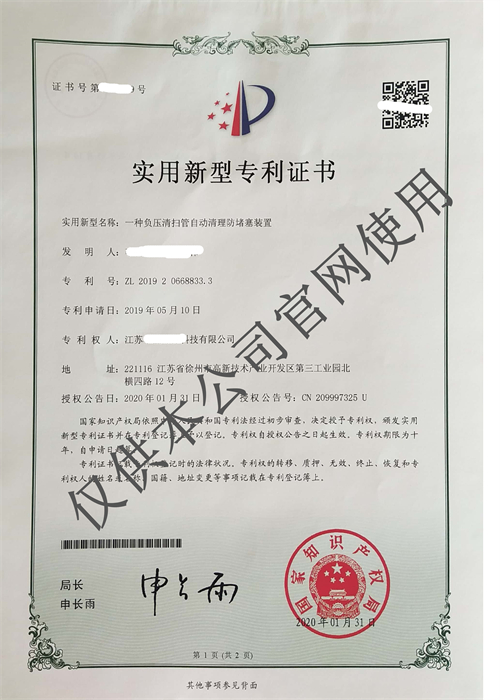 证书号第 9号
实用新型专利证书
实用新型名称：一种负压清扫管自动清理防堵塞装置
发明人：
专利号：ZL 2019 2 0668833.3
专利申请日：2019年05月10日
专利权人：江苏 科技有限公司
地址：221116 江苏省徐州市高新技术产业开发区第三工业园北
横四路12号
授权公告日：2020年01月31日 授权公告号：CN 209997325 U
国家知识产权局依照中华人民共和国专利法经过初步审查，决定授予专利权，颁发实用
新型专利证书并在专利登记簿上予以登记。专利权自授权公告之日起生效。专利权期限为十
年，自申请日起算。
专利证书记载专利权登记时的法律状况。专利权的转移、质押、无效、终止、恢复和专
利权人的姓名或名称、国籍、地址变更等事项记载在专利登记簿上。
仅供本公司官网使用
局长
申长雨
申长雨
国家知识产权局
2020年01月31日
第1页（共2页）
其他事项参见背面